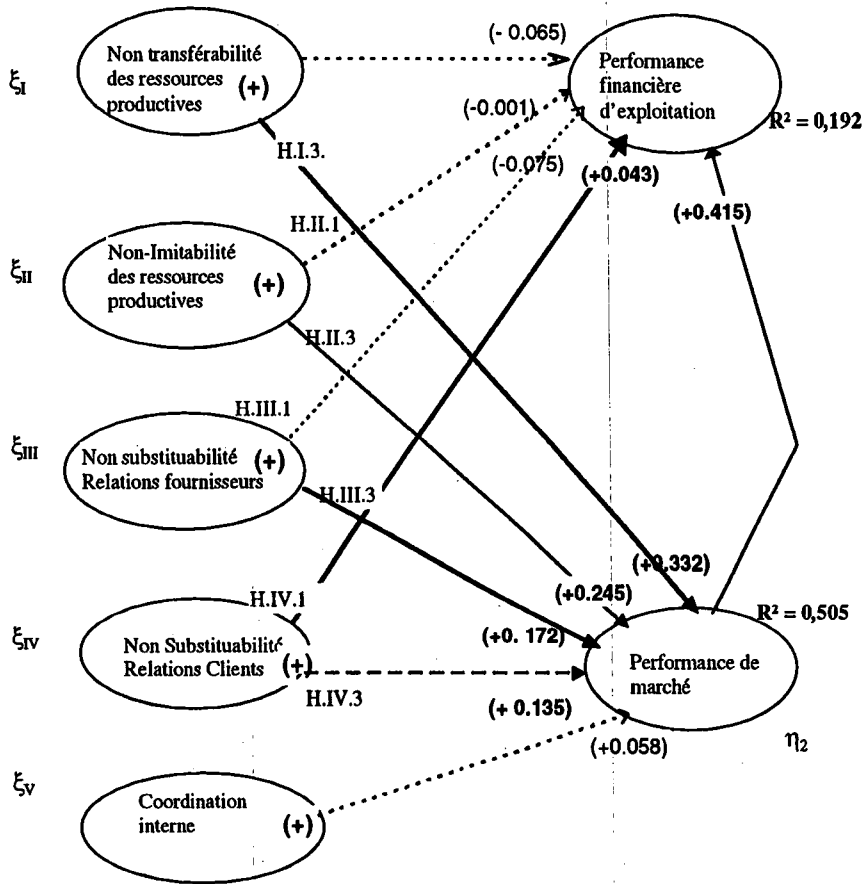 (- 0.065)
Non transférabilité
des ressources
productives (+)
ξI
Performance
financière
d'exploitation
R² = 0,192
(-0.001)
H.I.3.
(-0.075)
(+0.043)
(+0.415)
H.II.1
Non-Imitabilité
des ressources
productives (+)
ξII
H.II.3
H.III.1
ξIII
Non substituabilité (+)
Relations fournisseurs
H.III.3
(+0.332)
(+0.245)
H.IV.1
R² = 0,505
(+0. 172)
ξIV
Non Substituabilité
Relations Clients (+)
Performance de
marché
H.IV.3
(+ 0.135)
(+0.058)
η2
ξV
Coordination
interne (+)